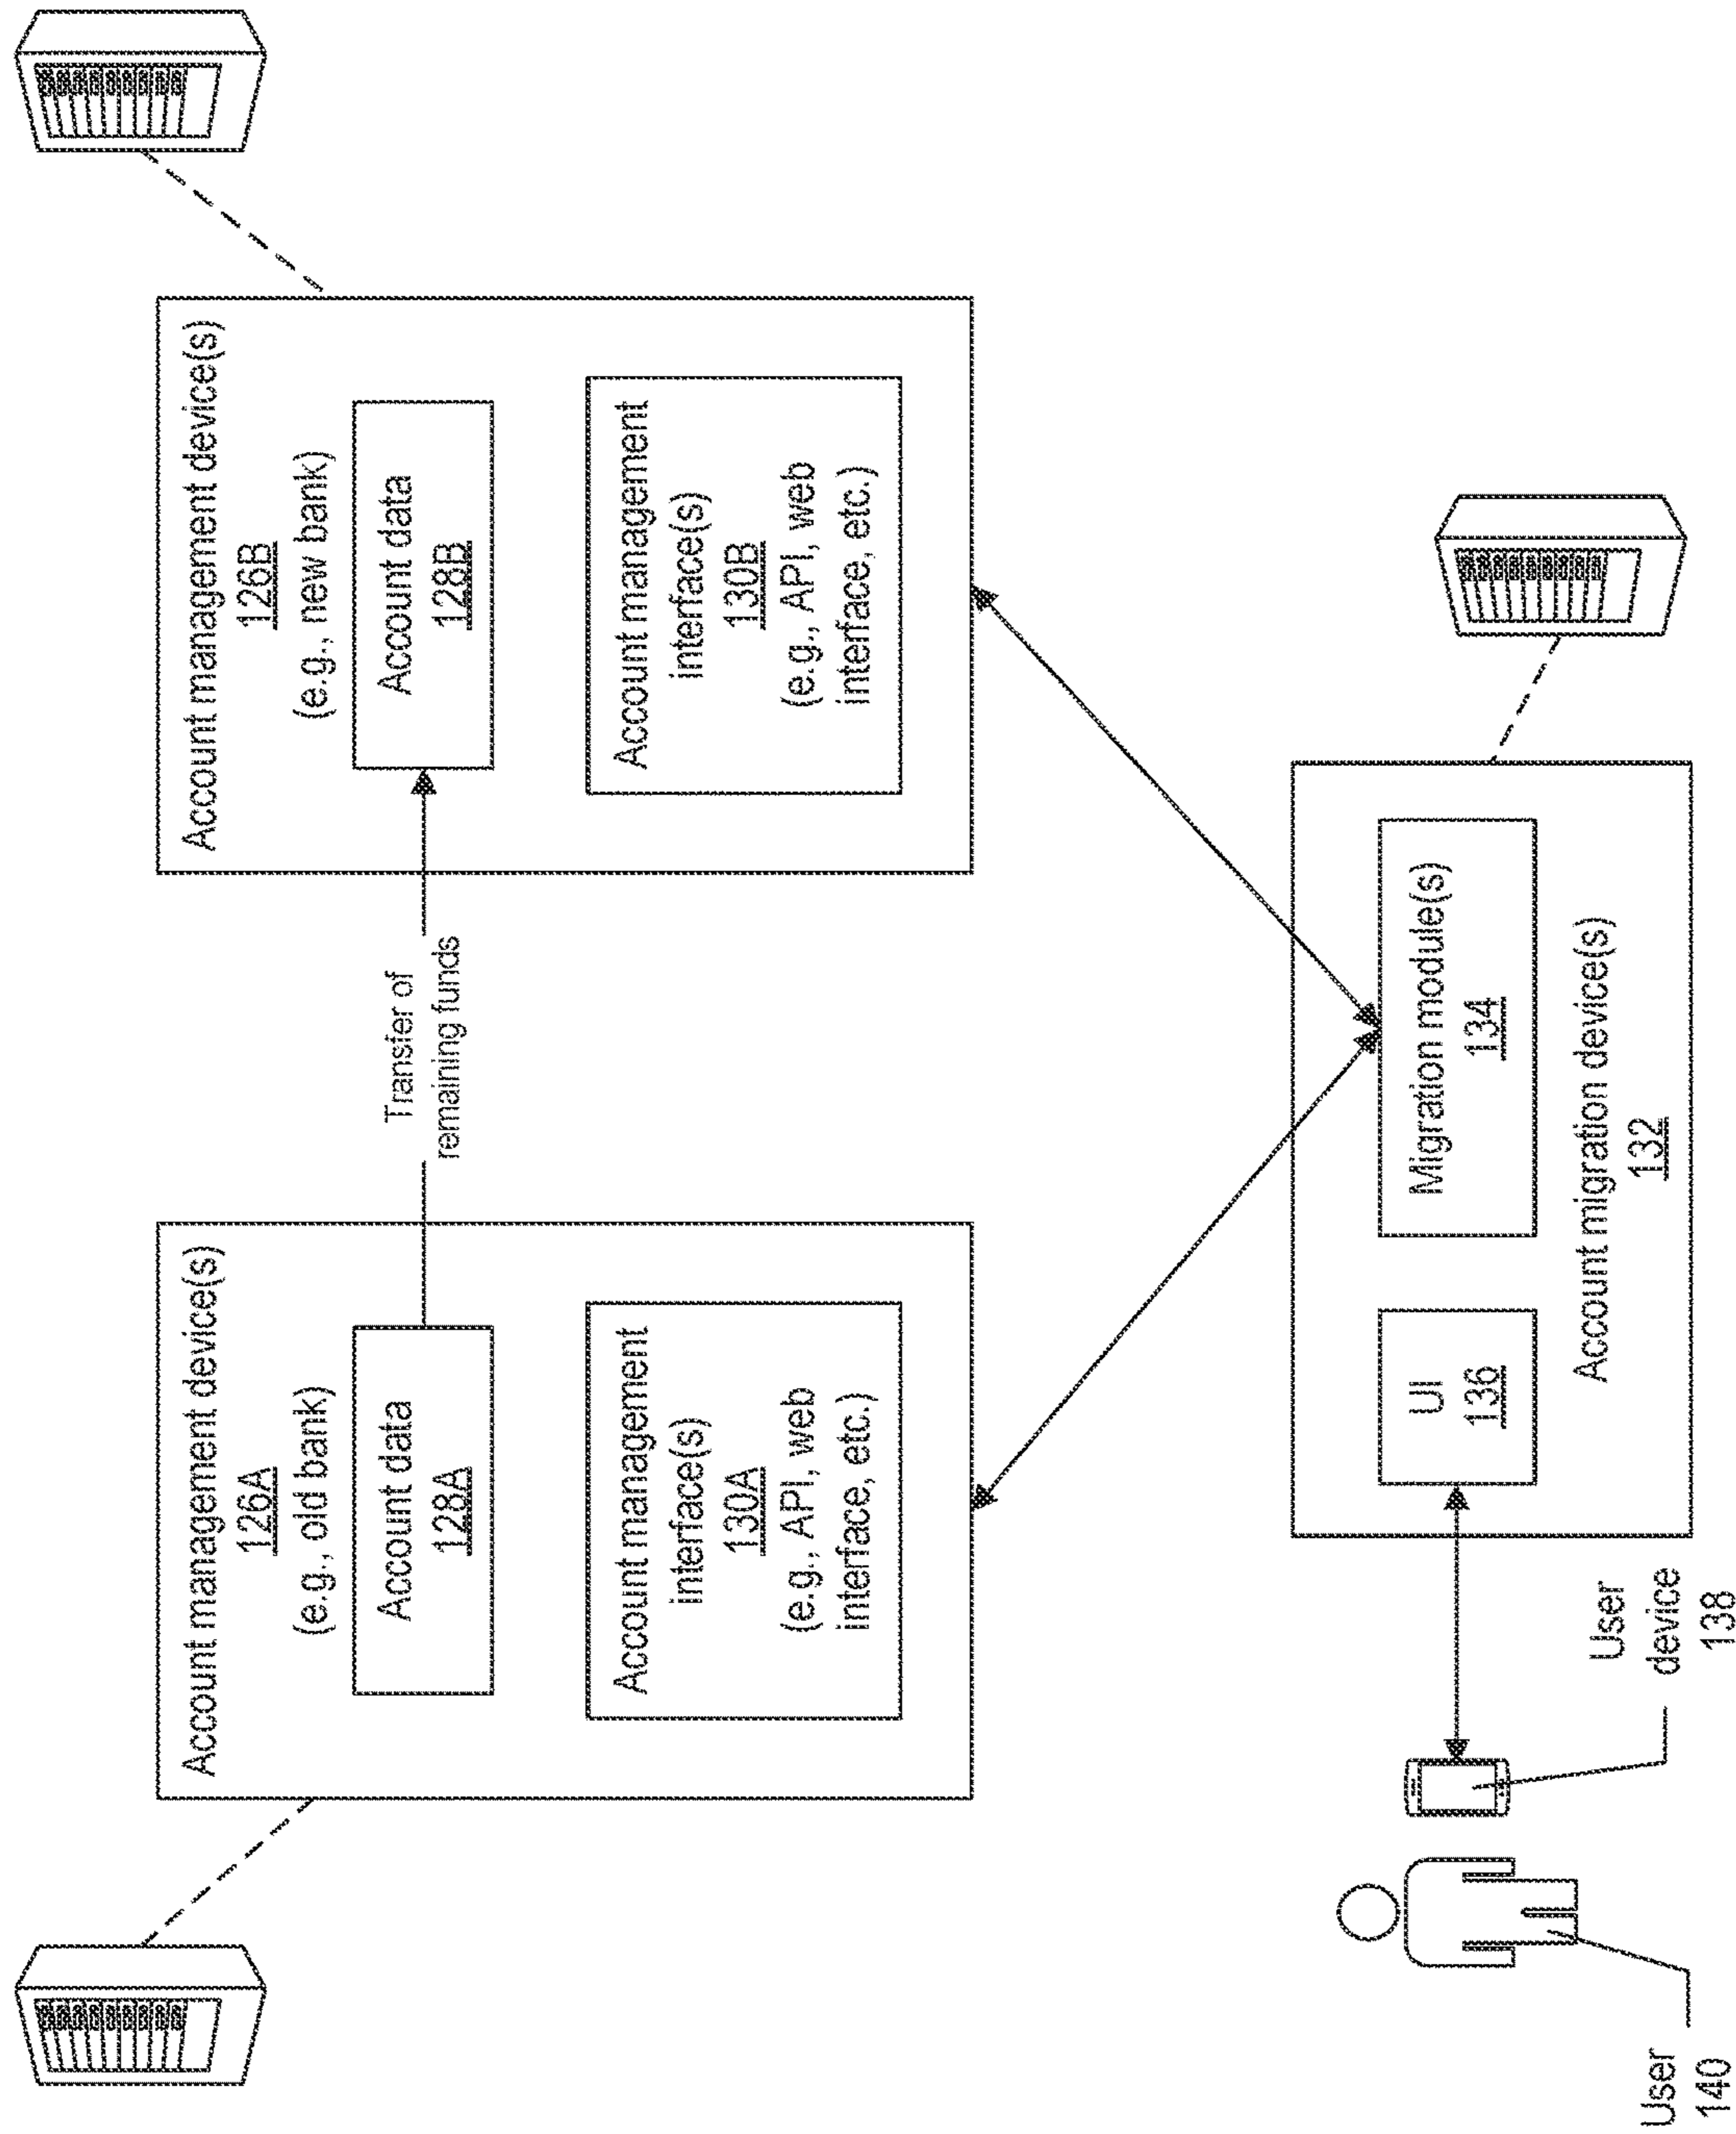 Account management device(s)
126A
(e.g., old bank)
Account data
128A
Account management
interface(s)
130A
(e.g., API, web
interface, etc.)
Transfer of
remaining funds
Account management device(s)
126B
(e.g., new bank)
Account data
128B
Account management
interface(s)
130B
(e.g., API, web
interface, etc.)
User
140
User
device
138
UI
136
Migration module(s)
134
Account migration device(s)
132